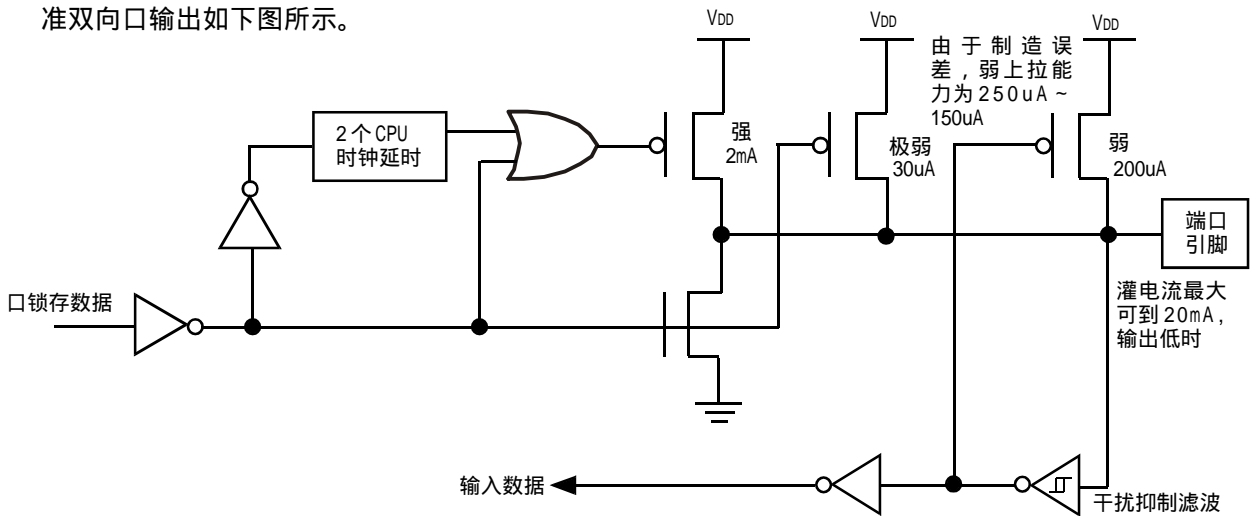 准双向口输出如下图所示。
VDD
VDD
VDD
由于制造误
差,弱上拉能
力为250uA~
150uA
2个CPU
时钟延时
强
2mA
极弱
30uA
弱
200uA
端口
引脚
口锁存数据
灌电流最大
可到20mA,
输出低时
输入数据
干扰抑制滤波